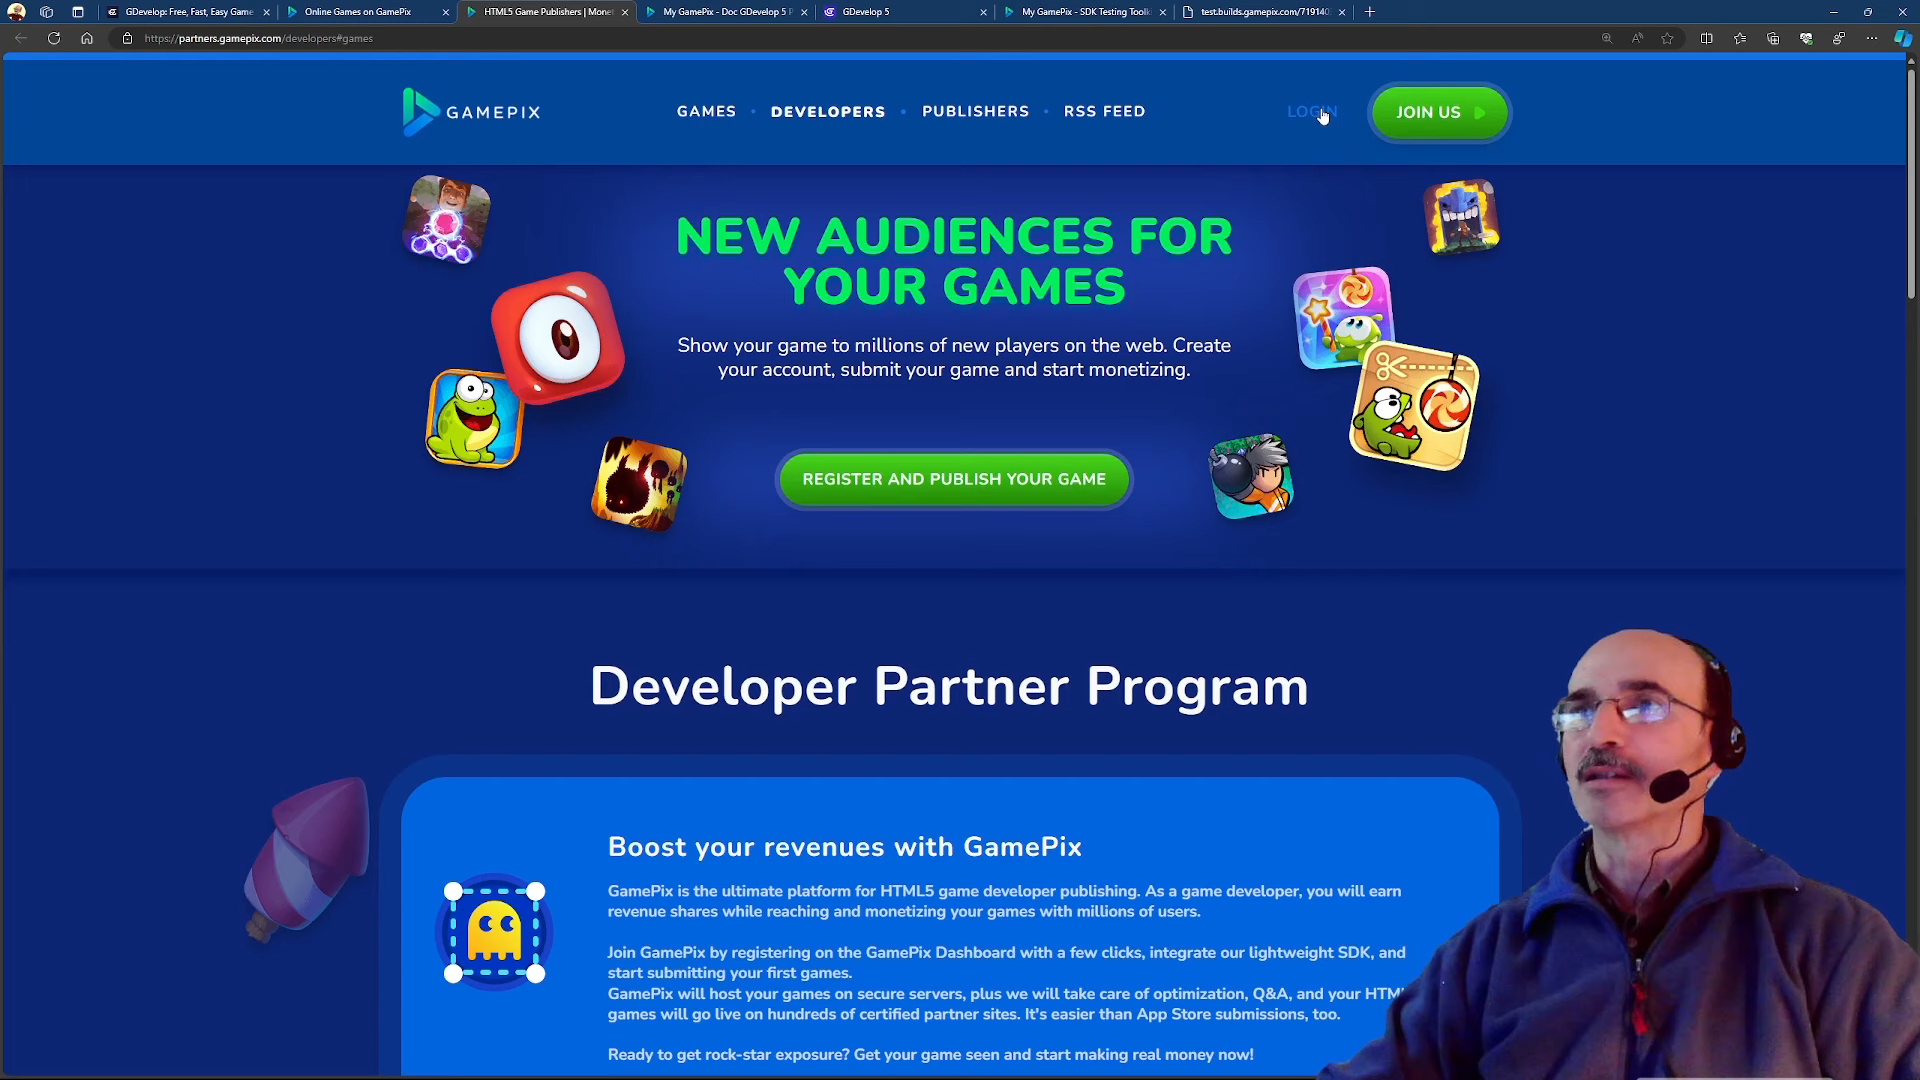 GDevelop: Free, Fast, Easy Game
Online Games on GamePix
HTML5 Game Publishers | Monet
My GamePix - Doc GDevelop 5 P
GDevelop 5
My GamePix - SDK Testing Toolk
test.builds.gamepix.com/719140
https://partners.gamepix.com/developers#games
GAMEPIX
GAMES • DEVELOPERS • PUBLISHERS • RSS FEED
LOGIN
JOIN US
NEW AUDIENCES FOR
YOUR GAMES
Show your game to millions of new players on the web. Create
your account, submit your game and start monetizing.
REGISTER AND PUBLISH YOUR GAME
Developer Partner Program
Boost your revenues with GamePix
GamePix is the ultimate platform for HTML5 game developer publishing. As a game developer, you will earn
revenue shares while reaching and monetizing your games with millions of users.
Join GamePix by registering on the GamePix Dashboard with a few clicks, integrate our lightweight SDK, and
start submitting your first games.
GamePix will host your games on secure servers, plus we will take care of optimization, Q&A, and your HTM
games will go live on hundreds of certified partner sites. It's easier than App Store submissions, too.
Ready to get rock-star exposure? Get your game seen and start making real money now!